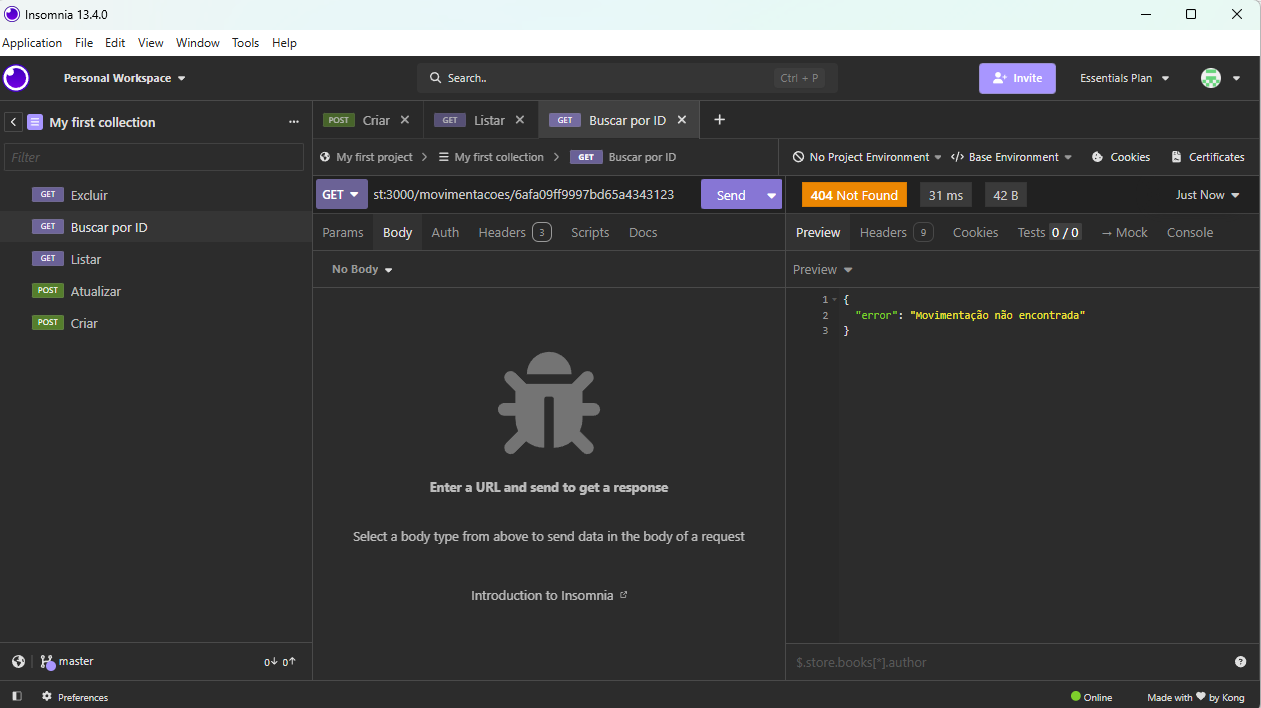 Insomnia 13.4.0
Application File Edit View Window Tools Help
Personal Workspace
Search..
Ctrl + P
Invite
Essentials Plan
My first collection
POST Criar
GET Listar
GET Buscar por ID
Filter
My first project
My first collection
GET Buscar por ID
No Project Environment
Base Environment
Cookies
Certificates
GET Excluir
GET Buscar por ID
GET Listar
POST Atualizar
POST Criar
GET
st:3000/movimentacoes/6afa09ff9997bd65a4343123
Send
404 Not Found
31 ms
42 B
Just Now
Params Body Auth Headers 3 Scripts Docs
Preview Headers 9 Cookies Tests 0 / 0 → Mock Console
No Body
Preview
1 {
2 "error": "Movimentação não encontrada"
3 }
Enter a URL and send to get a response
Select a body type from above to send data in the body of a request
Introduction to Insomnia
master
0↓ 0↑
$.store.books[*].author
Preferences
Online
Made with ♥ by Kong